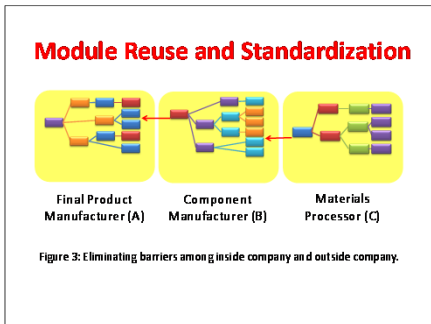 Module Reuse and Standardization
Final Product
Manufacturer (A)
Component
Manufacturer (B)
Materials
Processor (C)
Figure 3: Eliminating barriers among inside company and outside company.